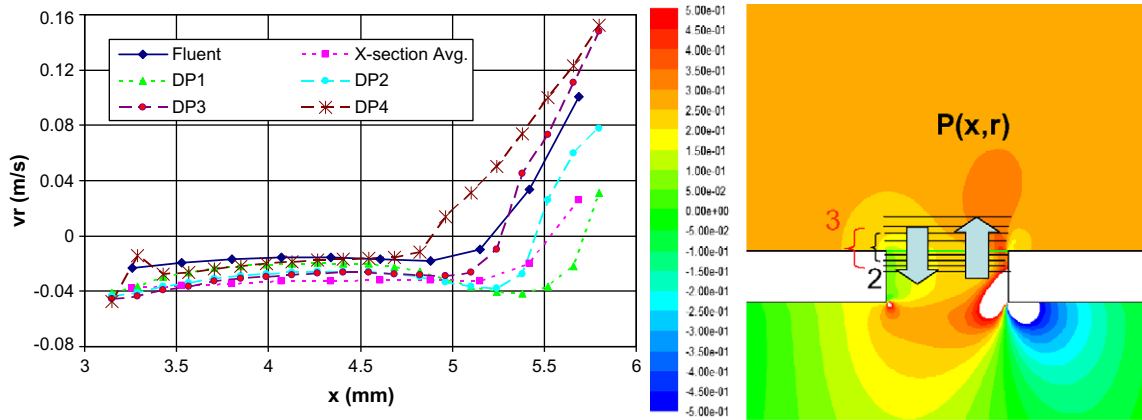 0.16
0.12
0.08
0.04
0
-0.04
-0.08
vr (m/s)
Fluent
X-section Avg.
DP1
DP2
DP3
DP4
3 3.5 4 4.5 5 5.5 6
x (mm)
5.00e-01
4.50e-01
4.00e-01
3.50e-01
3.00e-01
2.50e-01
2.00e-01
1.50e-01
1.00e-01
5.00e-02
0.00e+00
-5.00e-02
-1.00e-01
-1.50e-01
-2.00e-01
-2.50e-01
-3.00e-01
-3.50e-01
-4.00e-01
-4.50e-01
-5.00e-01
P(x,r)
3
2